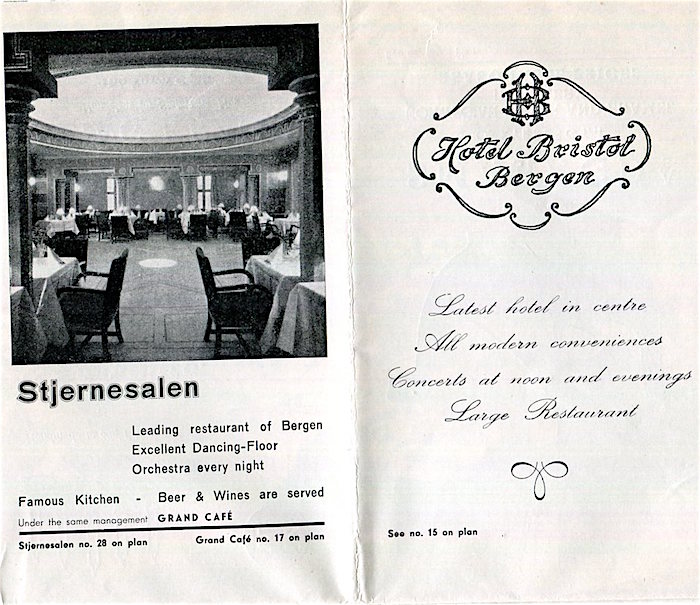 Stjernesalen
Leading restaurant of Bergen
Excellent Dancing-Floor
Orchestra every night
Famous Kitchen - Beer & Wines are served
Under the same management GRAND CAFÉ
Stjernesalen no. 28 on plan
Grand Café no. 17 on plan
HB
Hotel Bristol
Bergen
Latest hotel in centre
All modern conveniences
Concerts at noon and evenings
Large Restaurant
See no. 15 on plan